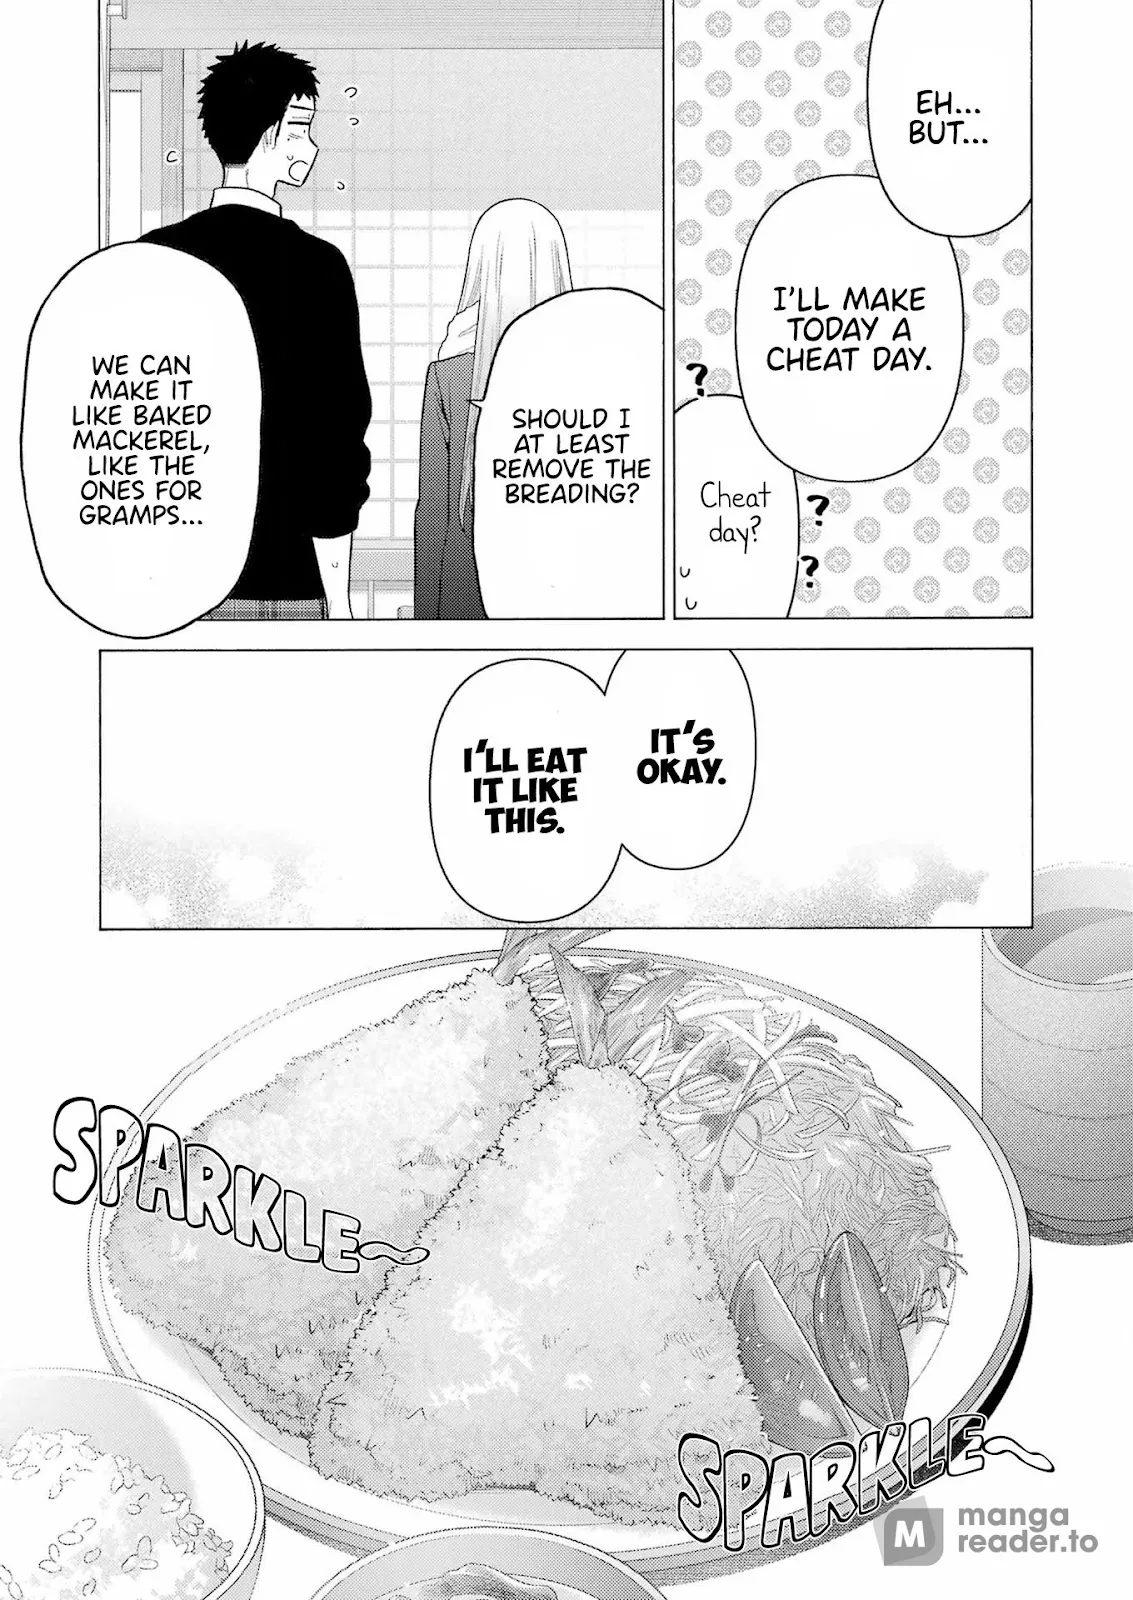 EH...
BUT...
I'LL MAKE
TODAY A
CHEAT DAY.
?
Cheat
day?
?
?
SHOULD I
AT LEAST
REMOVE THE
BREADING?
WE CAN
MAKE IT
LIKE BAKED
MACKEREL,
LIKE THE
ONES FOR
GRAMPS...
IT'S
OKAY.
I'LL EAT
IT LIKE
THIS.
SPARKLE~
SPARKLE~
M manga
reader.to